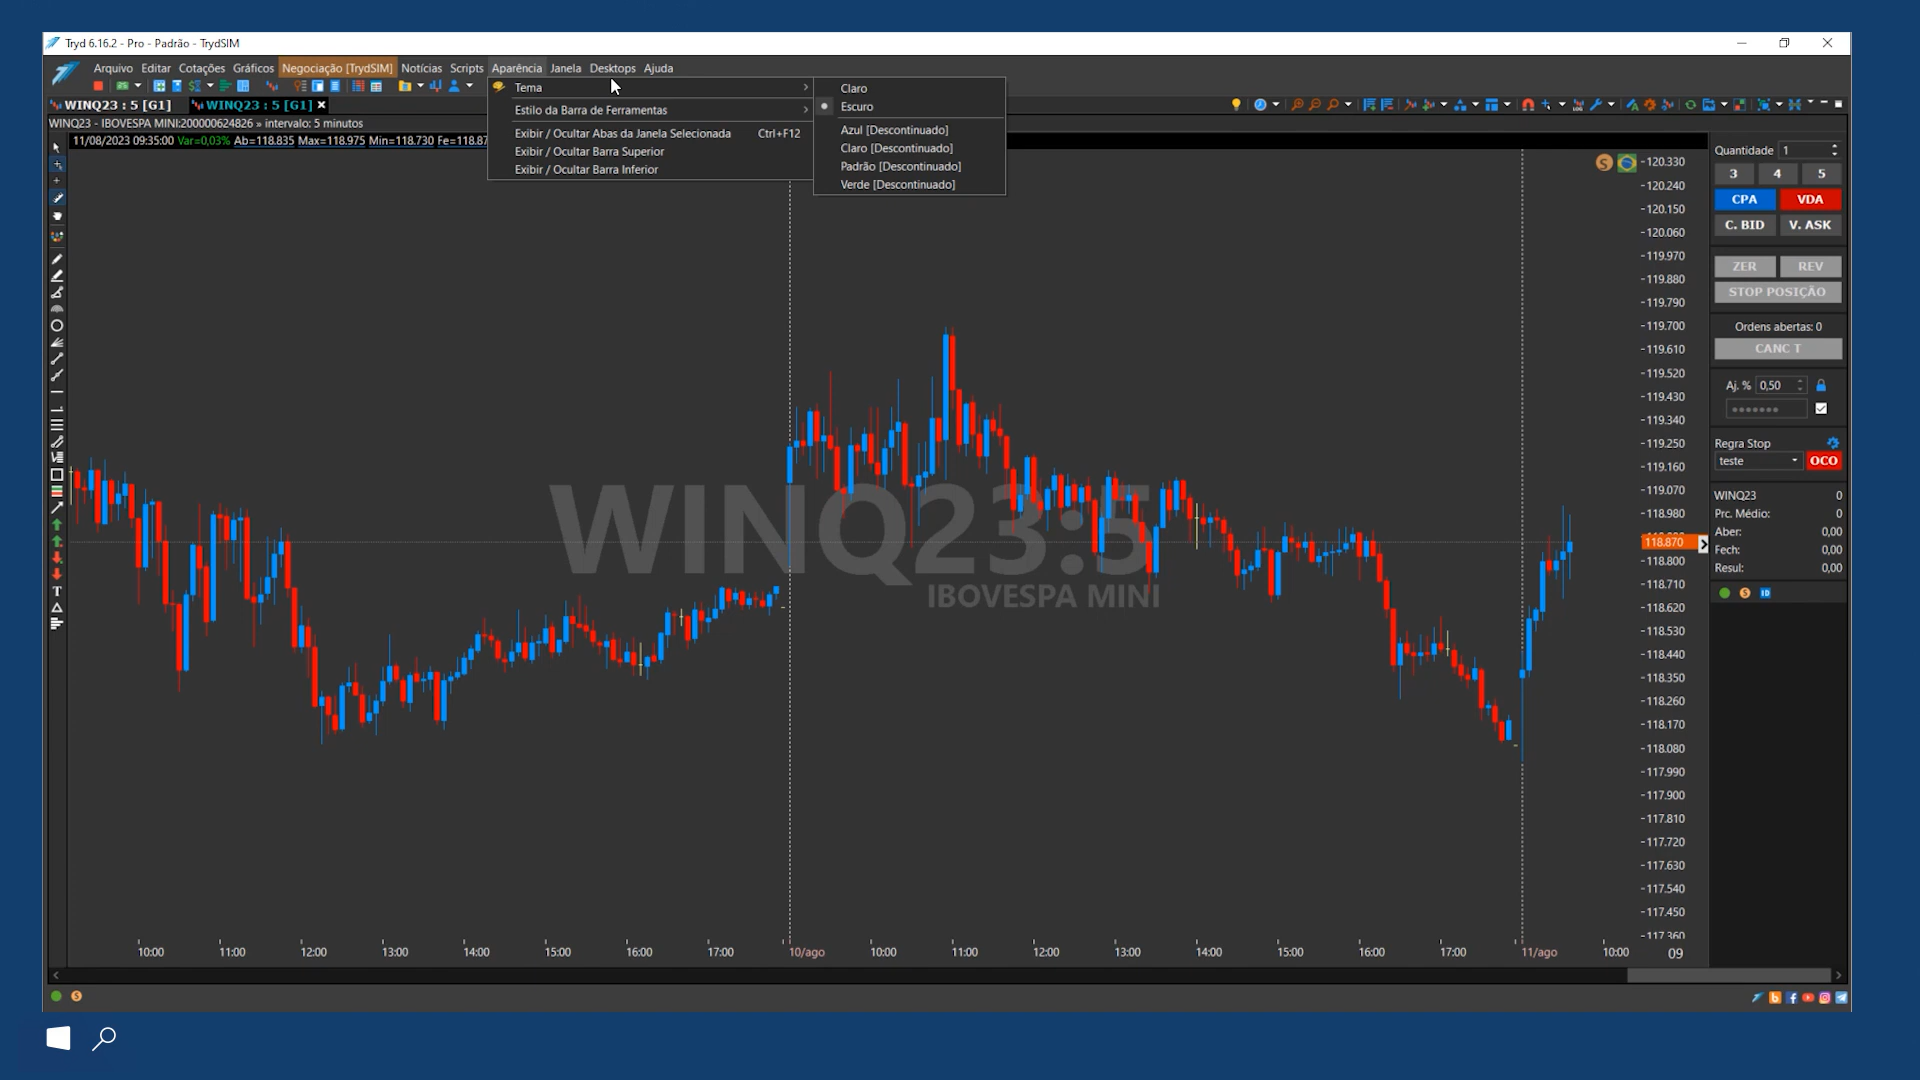 Tryd 6.16.2 - Pro - Padrão - TrydSIM
Arquivo Editar Cotações Gráficos Negociação [TrydSIM] Notícias Scripts Aparência Janela Desktops Ajuda
Tema
Estilo da Barra de Ferramentas
Exibir / Ocultar Abas da Janela Selecionada Ctrl+F12
Exibir / Ocultar Barra Superior
Exibir / Ocultar Barra Inferior
Claro
Escuro
Azul [Descontinuado]
Claro [Descontinuado]
Padrão [Descontinuado]
Verde [Descontinuado]
WINQ23 : 5 [G1] WINQ23 : 5 [G1]
WINQ23 - IBOVESPA MINI:200000624826 » intervalo: 5 minutos
11/08/2023 09:35:00 Var=0,03% Ab=118.835 Max=118.975 Min=118.730 Fe=118.87
WINQ23:5
IBOVESPA MINI
120.330
120.240
120.150
120.060
119.970
119.880
119.790
119.700
119.610
119.520
119.430
119.340
119.250
119.160
119.070
118.980
118.870
118.800
118.710
118.620
118.530
118.440
118.350
118.260
118.170
118.080
117.990
117.900
117.810
117.720
117.630
117.540
117.450
117.360
10:00 11:00 12:00 13:00 14:00 15:00 16:00 17:00 10/ago 10:00 11:00 12:00 13:00 14:00 15:00 16:00 17:00 11/ago 10:00 09
Quantidade 1
3 4 5
CPA VDA
C. BID V. ASK
ZER REV
STOP POSIÇÃO
Ordens abertas: 0
CANC T
Aj. % 0,50
Regra Stop
teste OCO
WINQ23 0
Prc. Médio: 0
Aber: 0,00
Fech: 0,00
Resul: 0,00
S ID